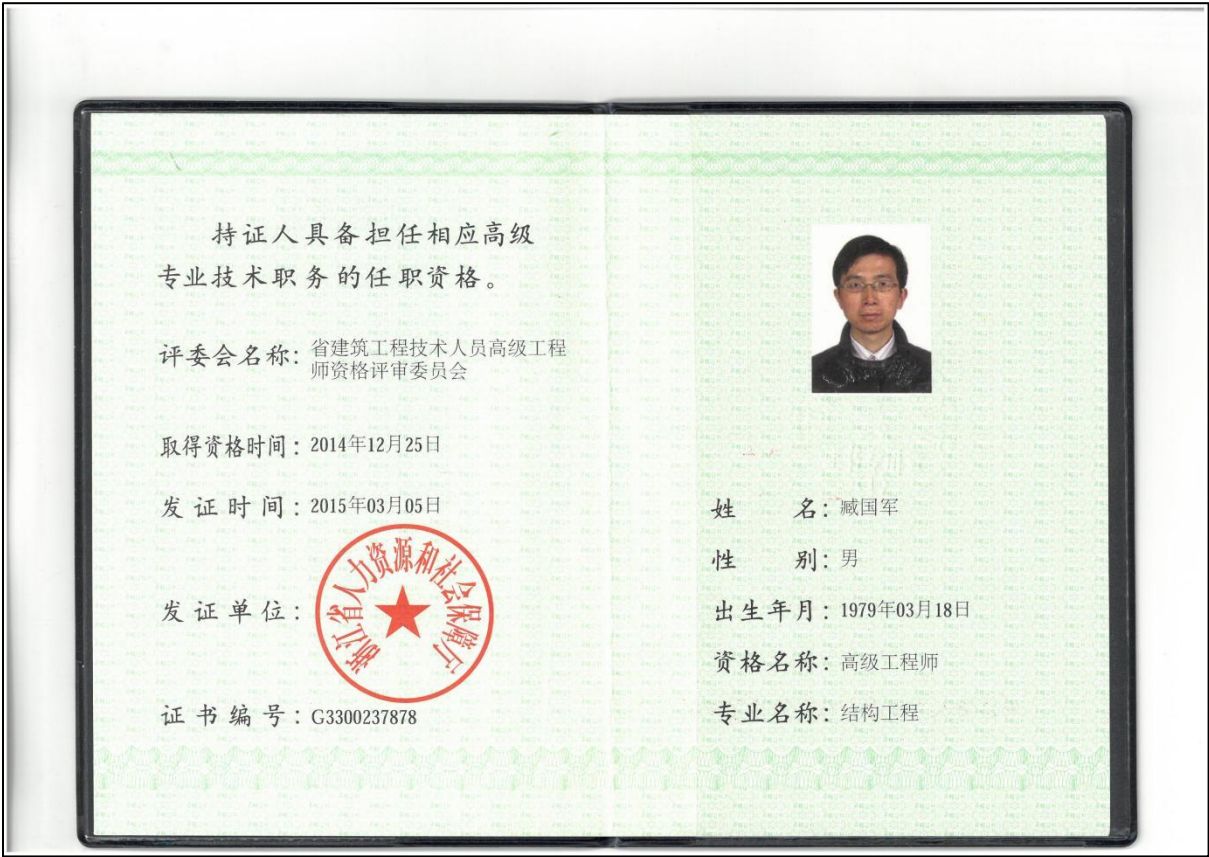 持证人具备担任相应高级
专业技术职务的任职资格。
评委会名称：省建筑工程技术人员高级工程
师资格评审委员会
取得资格时间：2014年12月25日
发证时间：2015年03月05日
发证单位：
浙江省人力资源和社会保障厅
证书编号：G3300237878
姓名：臧国军
性别：男
出生年月：1979年03月18日
资格名称：高级工程师
专业名称：结构工程